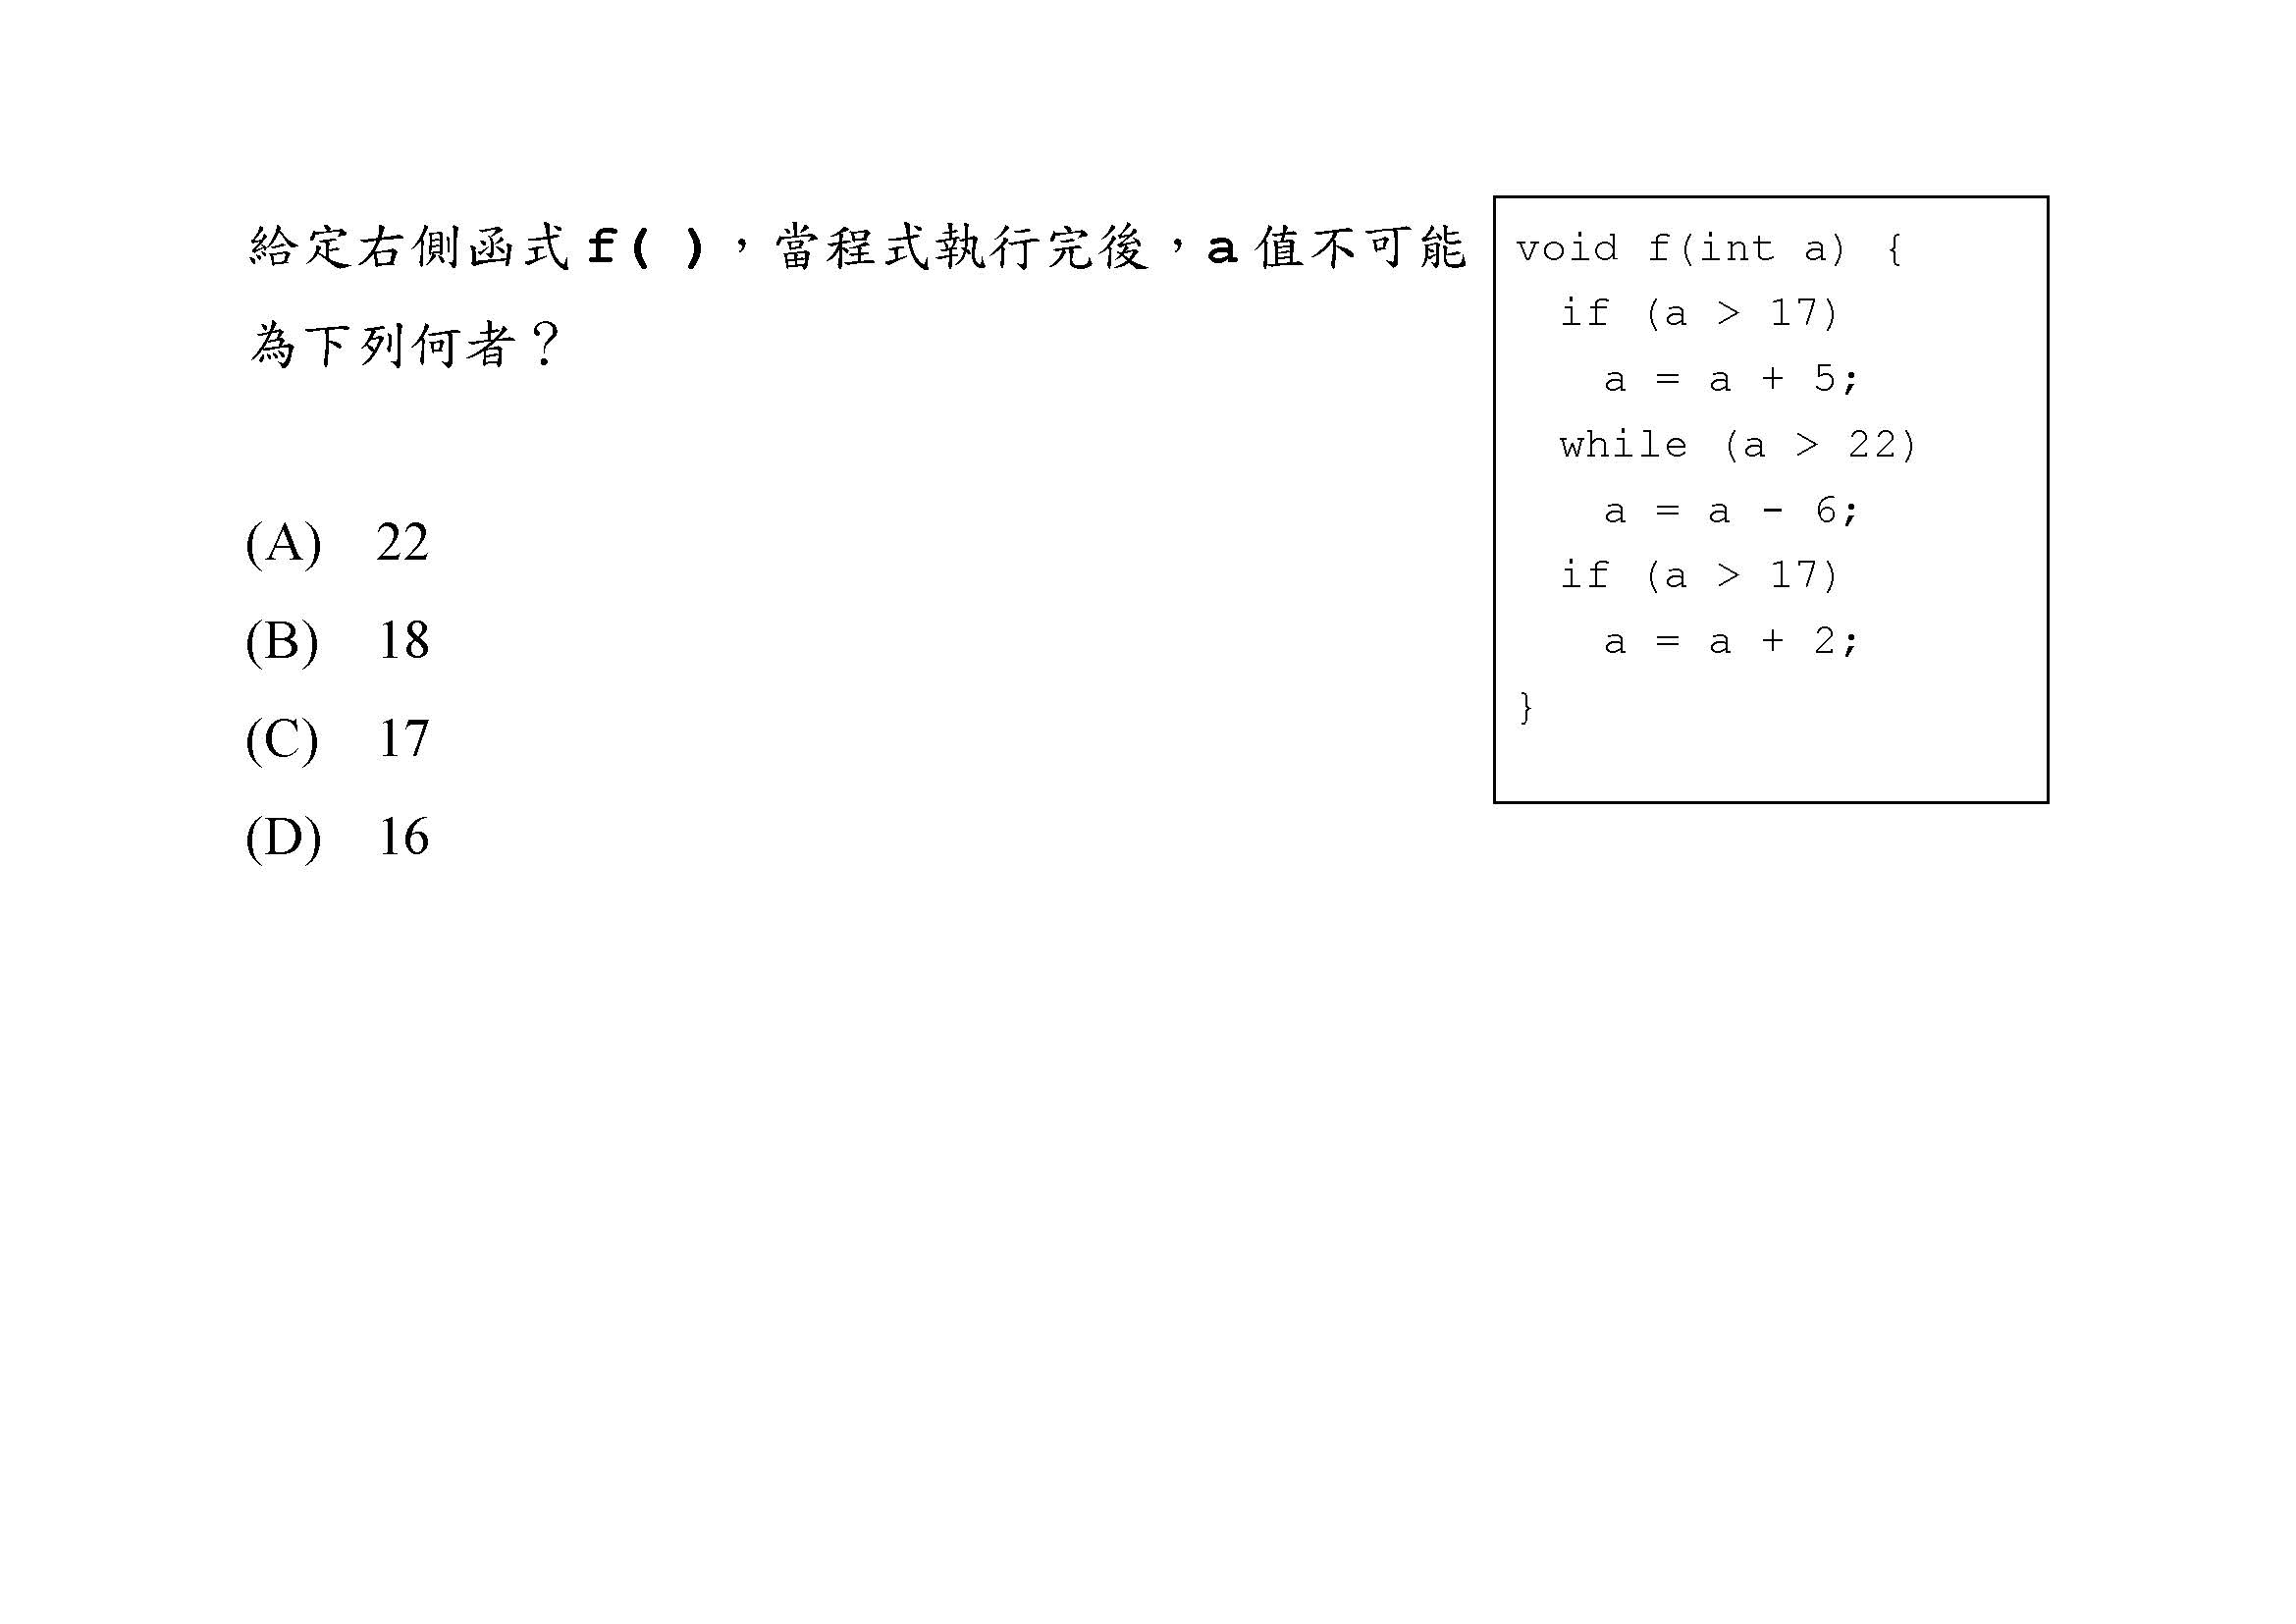 給定右側函式 f( )，當程式執行完後，a 值不可能
為下列何者？
(A) 22
(B) 18
(C) 17
(D) 16
void f(int a) {
if (a > 17)
a = a + 5;
while (a > 22)
a = a - 6;
if (a > 17)
a = a + 2;
}